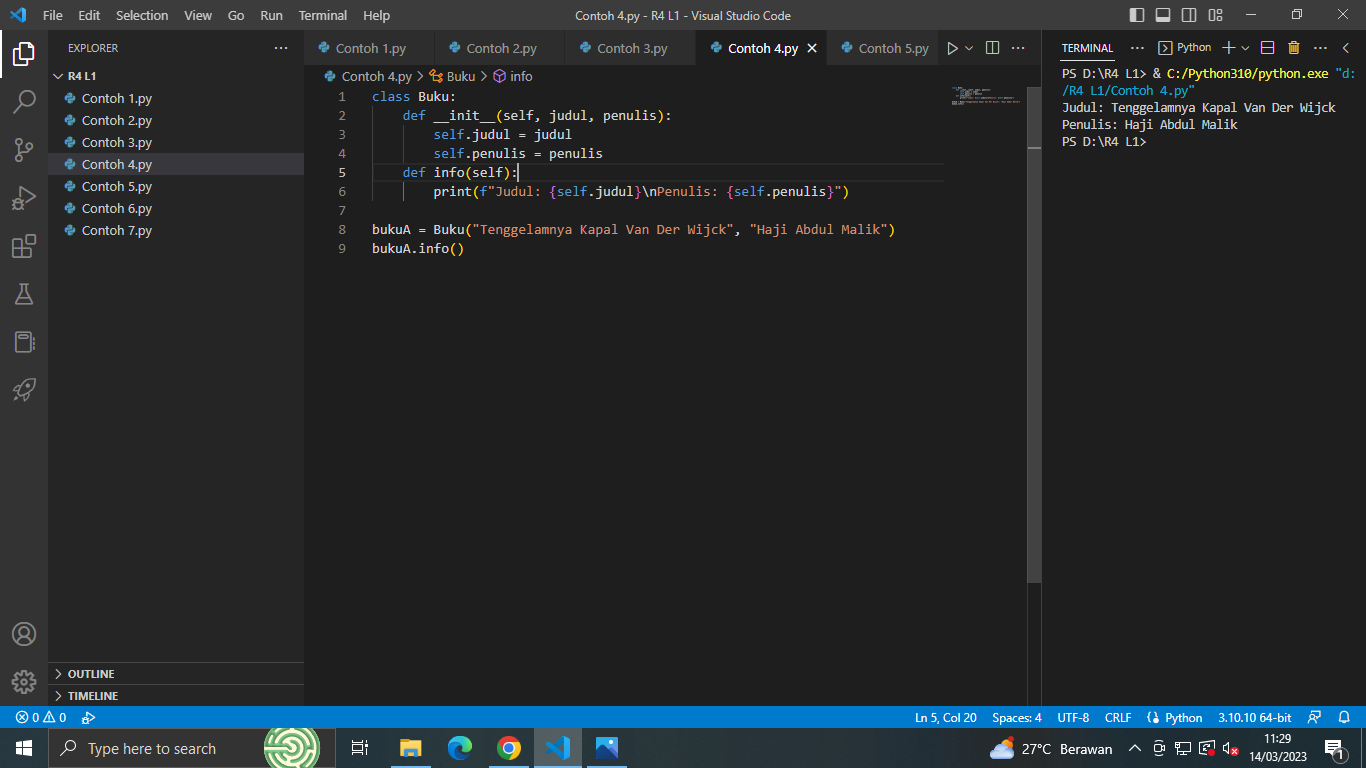 File Edit Selection View Go Run Terminal Help
Contoh 4.py - R4 L1 - Visual Studio Code
EXPLORER
R4 L1
Contoh 1.py
Contoh 2.py
Contoh 3.py
Contoh 4.py
Contoh 5.py
Contoh 6.py
Contoh 7.py
OUTLINE
TIMELINE
Contoh 1.py Contoh 2.py Contoh 3.py Contoh 4.py Contoh 5.py
Contoh 4.py > Buku > info
1 class Buku:
2     def __init__(self, judul, penulis):
3         self.judul = judul
4         self.penulis = penulis
5     def info(self):
6         print(f"Judul: {self.judul}\nPenulis: {self.penulis}")
7
8 bukuA = Buku("Tenggelamnya Kapal Van Der Wijck", "Haji Abdul Malik")
9 bukuA.info()
TERMINAL Python
PS D:\R4 L1> & C:/Python310/python.exe "d:
/R4 L1/Contoh 4.py"
Judul: Tenggelamnya Kapal Van Der Wijck
Penulis: Haji Abdul Malik
PS D:\R4 L1>
0 0 Ln 5, Col 20 Spaces: 4 UTF-8 CRLF Python 3.10.10 64-bit
Type here to search
27°C Berawan
11:29
14/03/2023
1